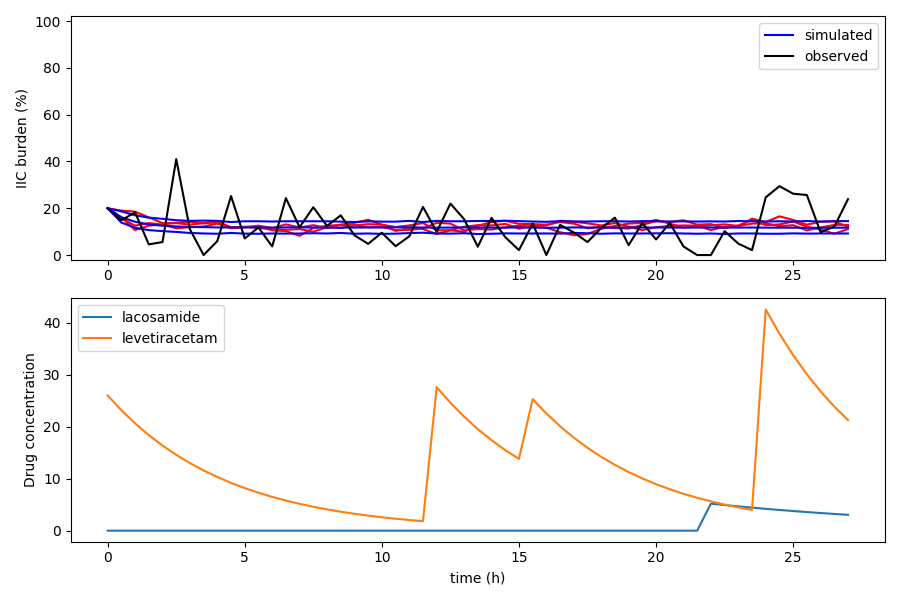 100
80
60
40
20
0
IIC burden (%)
simulated
observed
0 5 10 15 20 25
40
30
20
10
0
Drug concentration
lacosamide
levetiracetam
0 5 10 15 20 25
time (h)